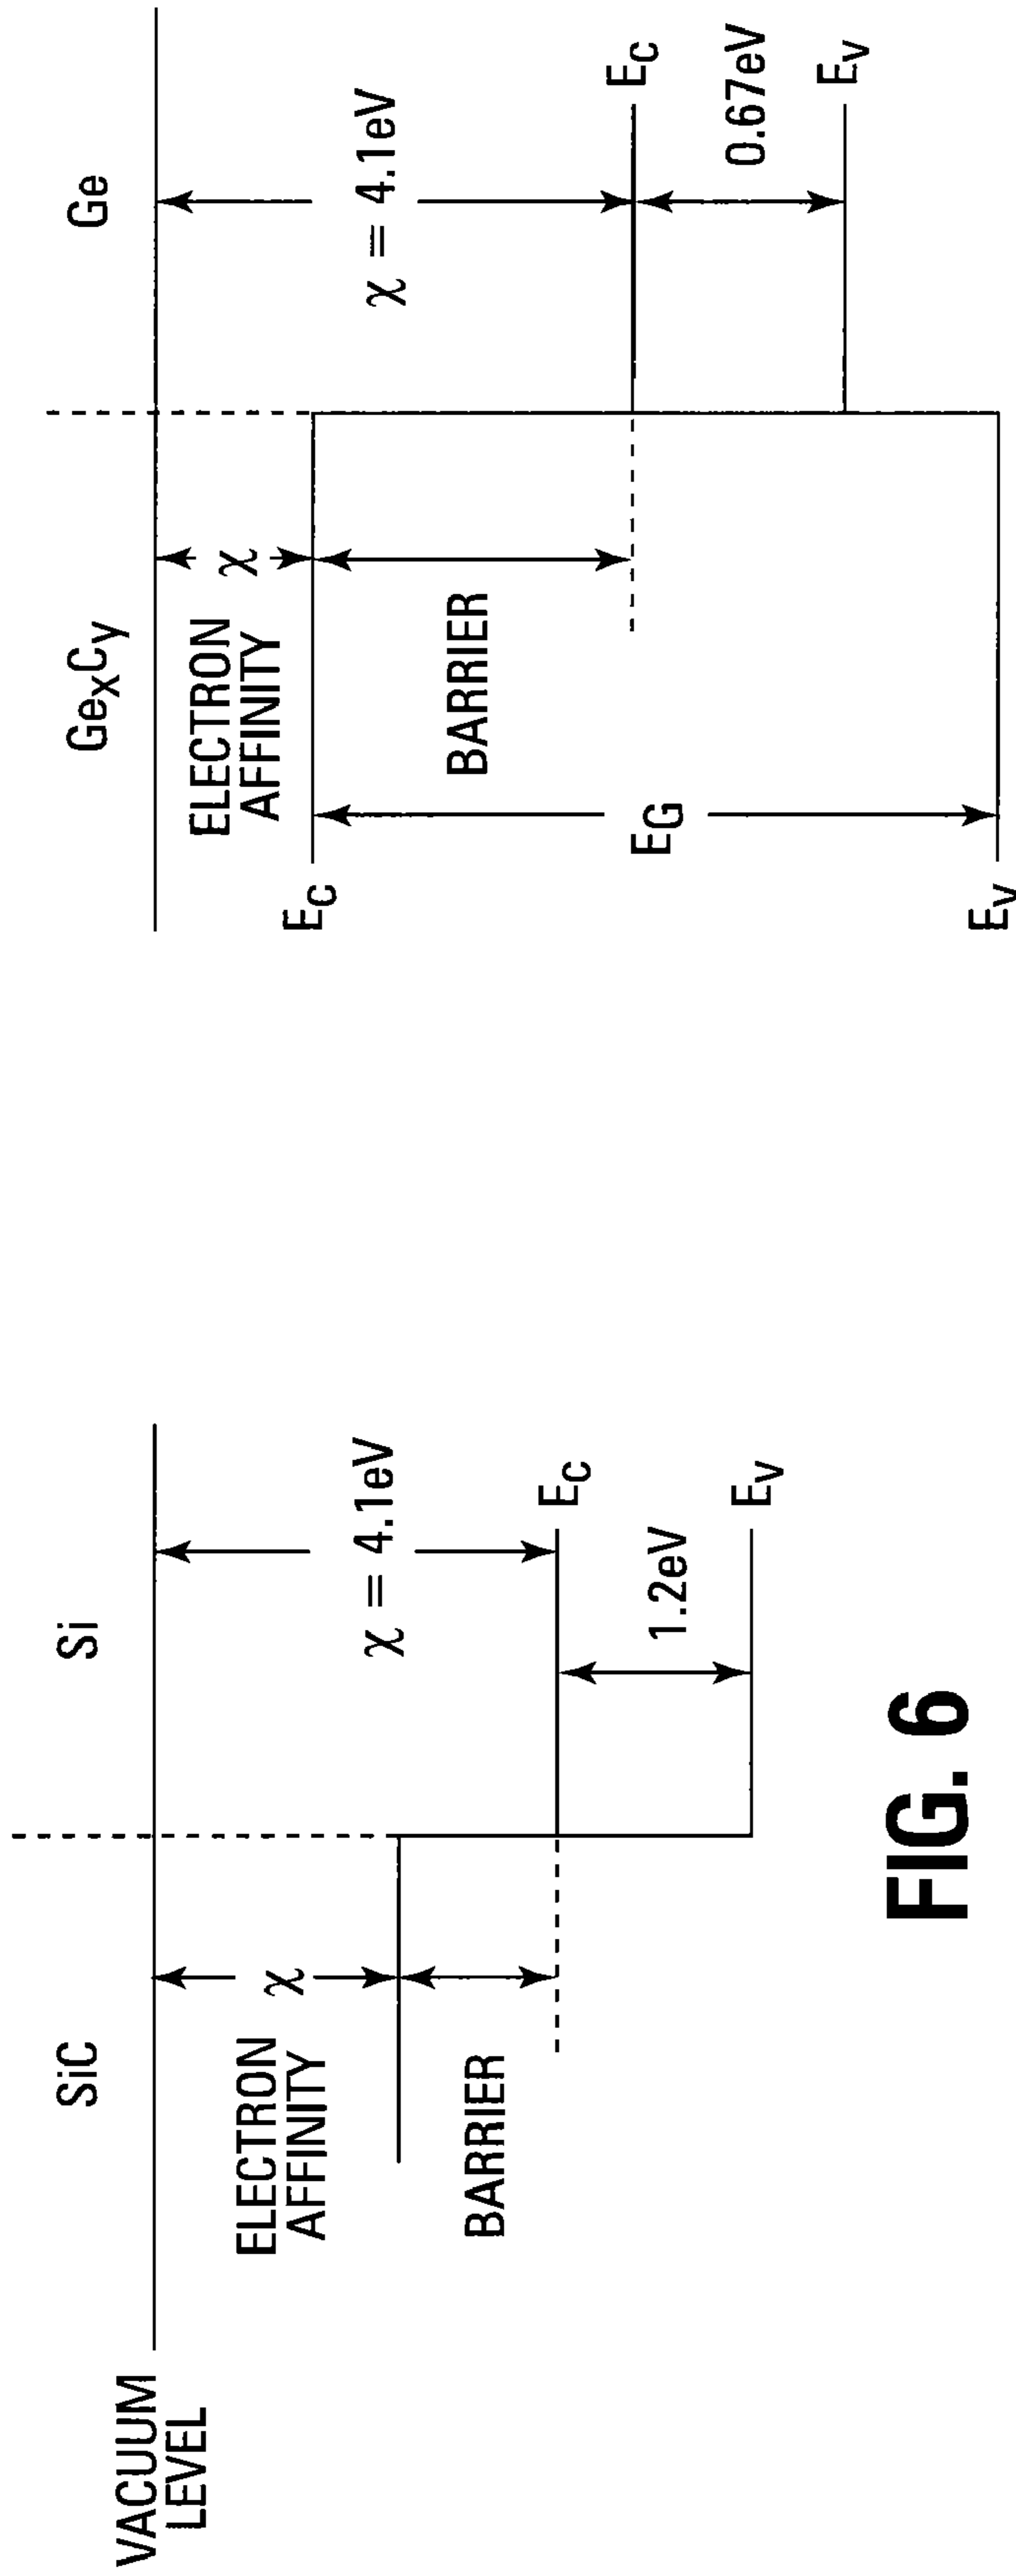 SiC
Si
VACUUM
LEVEL
ELECTRON
AFFINITY
χ
χ = 4.1eV
BARRIER
EC
1.2eV
EV
GexCy
Ge
ELECTRON
AFFINITY
χ
χ = 4.1eV
EC
BARRIER
EC
EG
0.67eV
EV
EV
FIG. 6